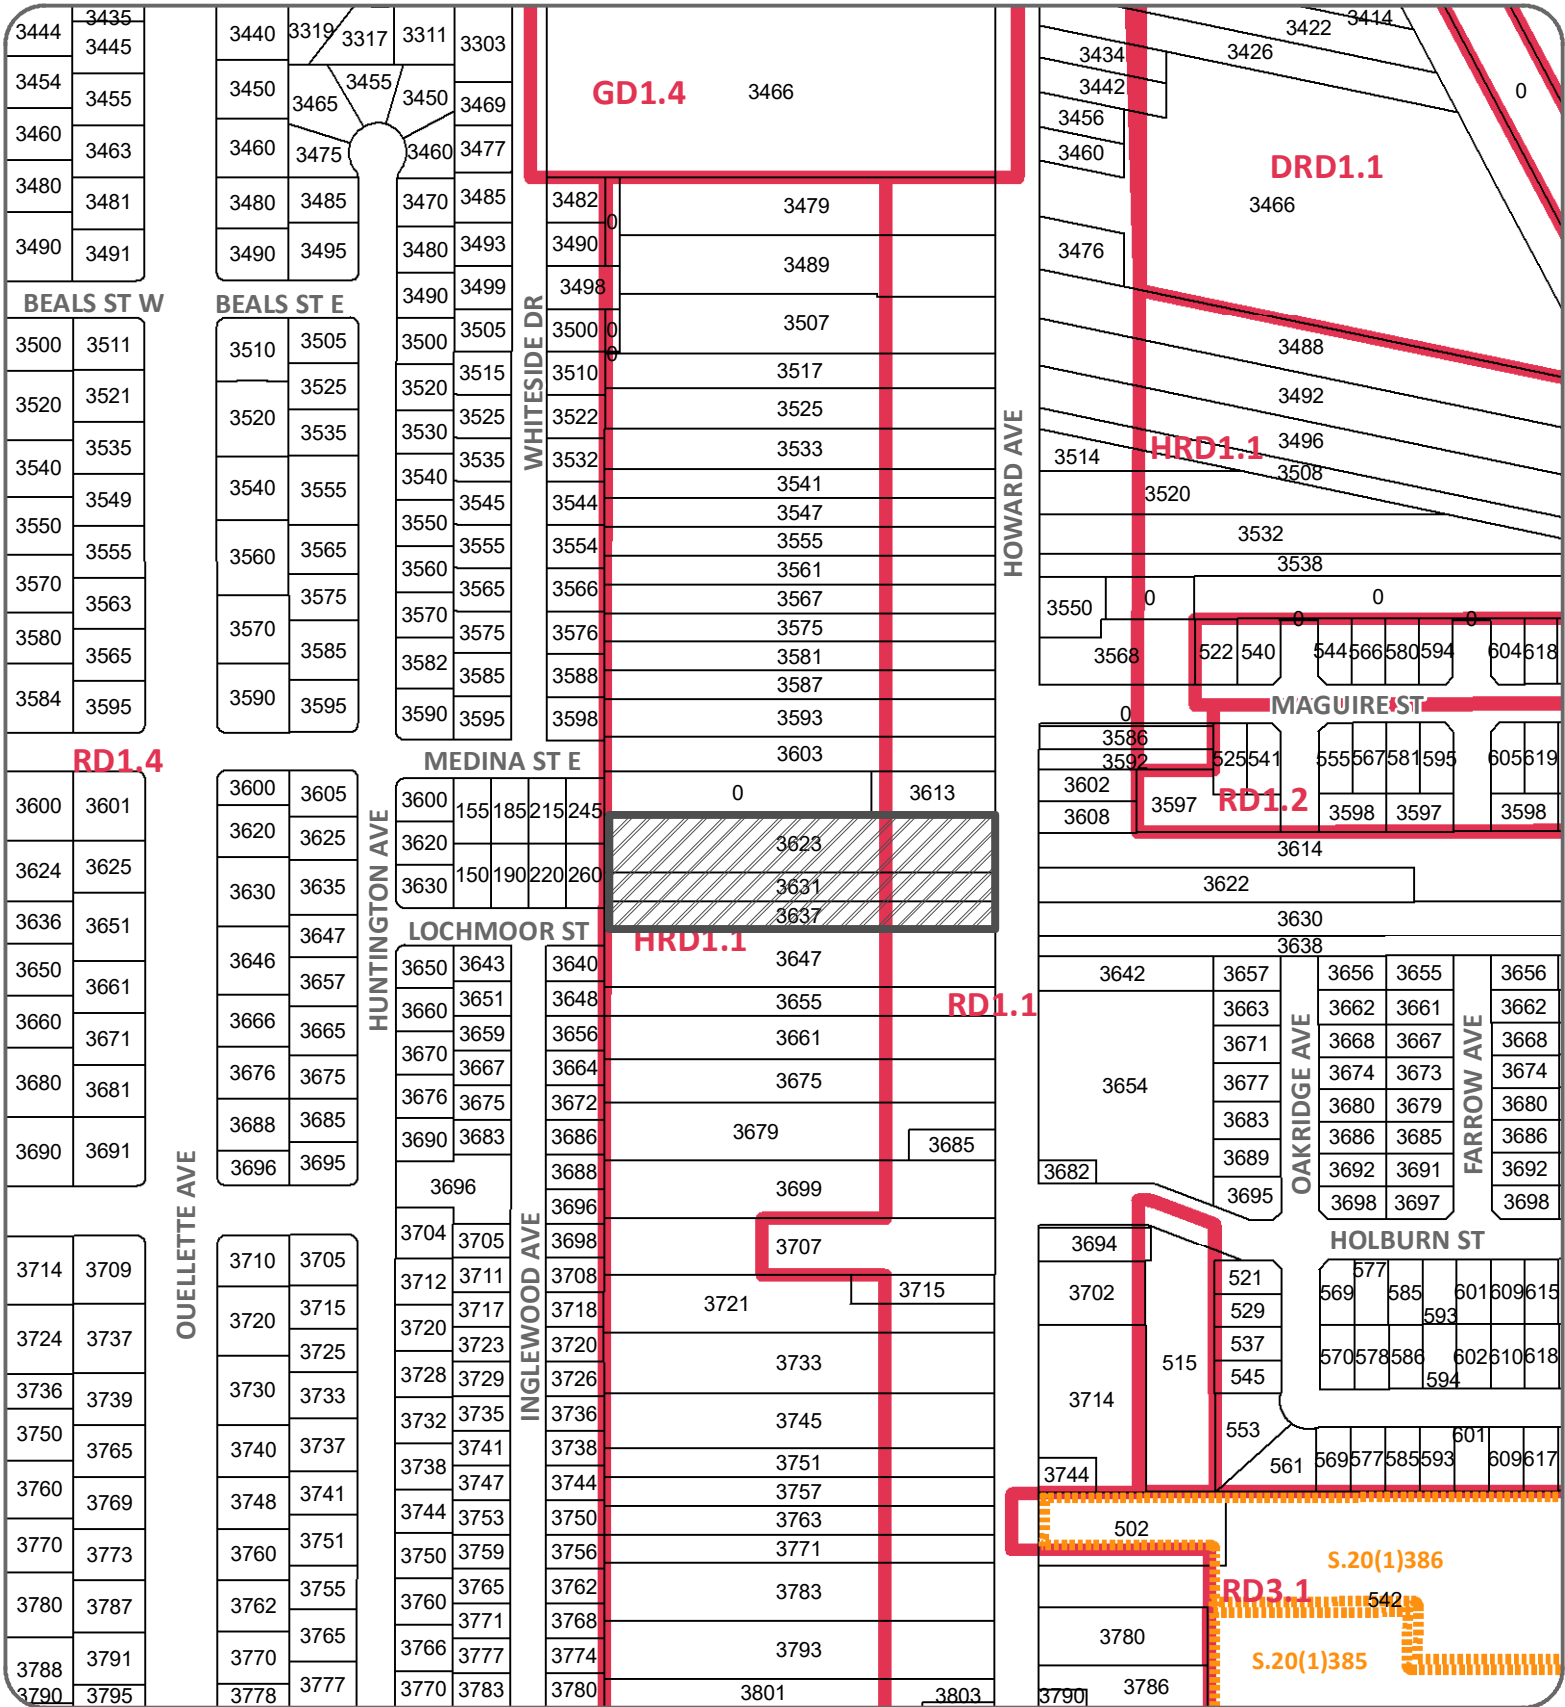 3444 3435 3440 3319 3317 3311 3303 GD1.4 3466 3434 3422 3414 3426
3445 3442 0
3454 3455 3450 3465 3455 3450 3469 3456
3460 3463 3460 3475 3460 3477 3460 DRD1.1
3480 3481 3480 3485 3470 3485 3482 3479 3466
0
3490 3491 3490 3495 3480 3493 3490 3489 3476
3490 3499 3498
BEALS ST W BEALS ST E
3500 3511 3510 3505 3500 3505 3500 0 3507 3488
0
3520 3521 3520 3525 3520 3515 3510 3517 3492
3535 3535 3530 3525 3522 3525 3496
WHITESIDE DR
HOWARD AVE
3540 3549 3540 3555 3540 3535 3532 3533 3514 HRD1.1 3508
3545 3544 3541 3520
3550 3555 3560 3565 3550 3555 3554 3547 3532
3555 3538
3570 3563 3575 3560 3565 3566 3561 3550 0 0
3567 0 0
3580 3565 3570 3585 3570 3575 3576 3575 3568 522 540 544 566 580 594 604 618
3582 3585 3588 3581
3587
3584 3595 3590 3595 3590 3595 3598 3593 0 MAGUIRE ST
RD1.4 MEDINA ST E 3603 3586 525 541 555 567 581 595 605 619
3592
3600 3601 3600 3605 3600 155 185 215 245 0 3613 3602 3597 RD1.2 3598 3597 3598
3620 3625 3620 3608
3623 3614
3624 3625 3630 3635 3630 150 190 220 260 3631 3622
HUNTINGTON AVE
3636 3651 3647 LOCHMOOR ST 3637 3630
HRD1.1 3638
3650 3661 3646 3657 3650 3643 3640 3647 3642 3657 3656 3655 3656
3660 3671 3666 3665 3660 3651 3648 3655 RD1.1 3663 3662 3661 3662
3659 3656 3661 3671 3668 3667 3668
3680 3681 3676 3675 3670 3667 3664 3675 3654 3677 3674 3673 3674
OAKRIDGE AVE
FARROW AVE
3676 3675 3672 3683 3680 3679 3680
3690 3691 3688 3685 3690 3683 3686 3679 3685 3689 3686 3685 3686
3696 3695 3696 3688 3699 3682 3695 3692 3691 3692
3696 3698 3697 3698
OUELLETTE AVE
INGLEWOOD AVE
3714 3709 3710 3705 3704 3705 3698 3707 3694 HOLBURN ST
3712 3711 3708 3715 3702 521 569 577 585 593 601 609 615
3724 3737 3720 3715 3720 3717 3718 3721 529
3725 3723 3720 3733 515 537 570 578 586 594 602 610 618
3736 3739 3730 3733 3728 3729 3726 3714 545
3750 3765 3740 3737 3732 3735 3736 3745 553 601
3738 3741 3738 3751 3744 561 569 577 585 593 609 617
3760 3769 3748 3741 3744 3747 3744 3757
3770 3773 3760 3751 3750 3753 3750 3763 502 S.20(1)386
3759 3756 3771
3780 3787 3762 3755 3760 3765 3762 3783 RD3.1 542
3771 3768
3788 3791 3770 3765 3766 3777 3774 3793 3780 S.20(1)385
3790 3795 3778 3777 3770 3783 3780 3801 3803 3790 3786